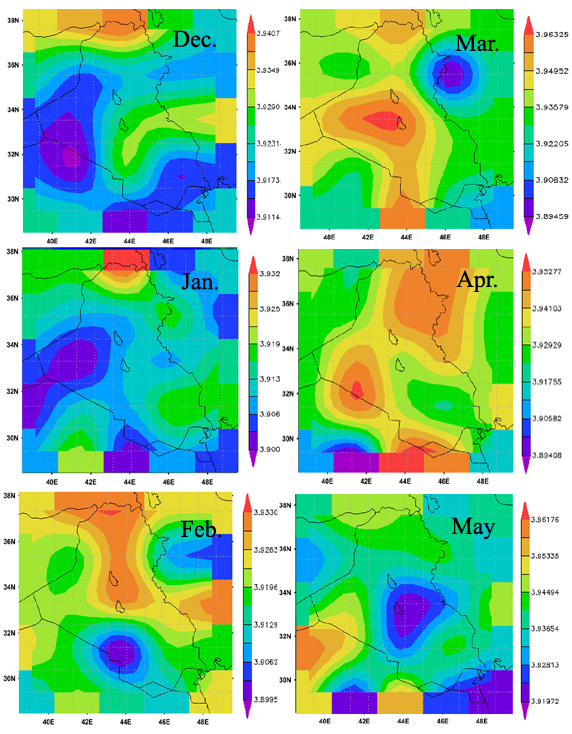 Dec.
38N
36N
34N
32N
30N
40E 42E 44E 46E 48E
3.9407
3.9349
3.9290
3.9231
3.9173
3.9114
Mar.
38N
36N
34N
32N
30N
40E 42E 44E 46E 48E
3.96325
3.94952
3.93579
3.92205
3.90832
3.89459
Jan.
38N
36N
34N
32N
30N
40E 42E 44E 46E 48E
3.932
3.925
3.919
3.913
3.906
3.900
Apr.
38N
36N
34N
32N
30N
40E 42E 44E 46E 48E
3.95277
3.94103
3.92929
3.91755
3.90582
3.89408
Feb.
38N
36N
34N
32N
30N
40E 42E 44E 46E 48E
3.9330
3.9263
3.9196
3.9129
3.9062
3.8995
May
38N
36N
34N
32N
30N
40E 42E 44E 46E 48E
3.96176
3.95335
3.94494
3.93654
3.92813
3.91972